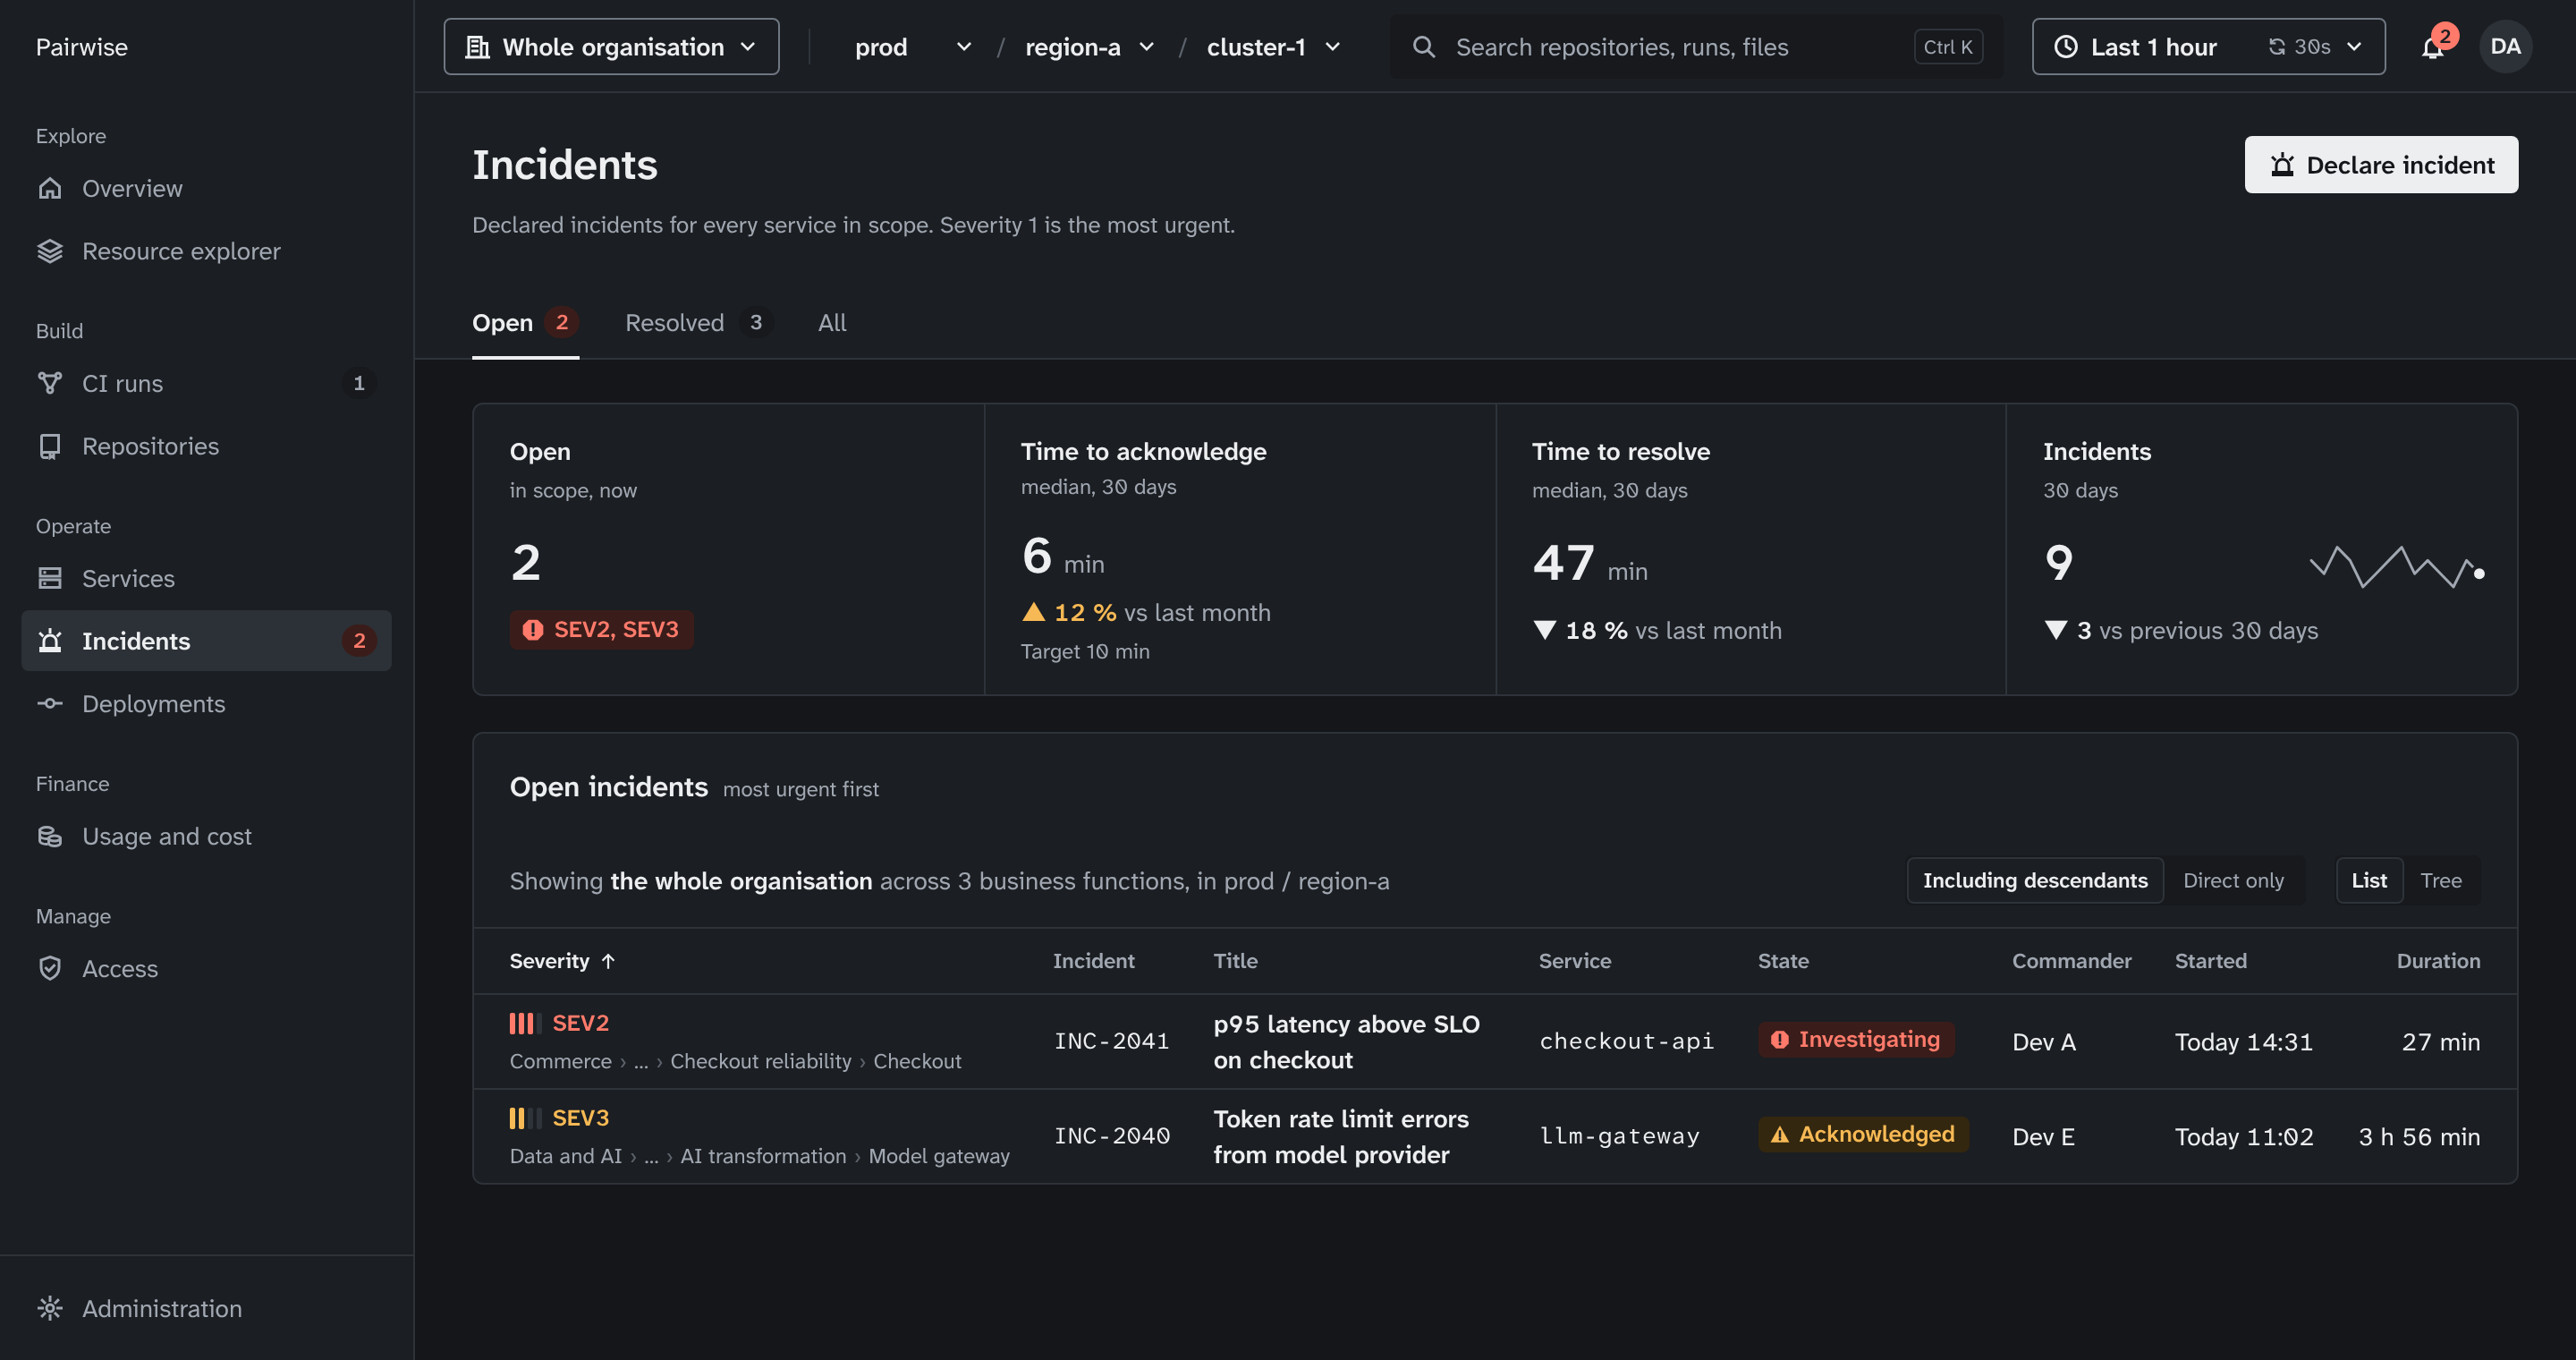 Pairwise
Whole organisation
prod / region-a / cluster-1
Search repositories, runs, files
Ctrl K
Last 1 hour
30s
2
DA
Explore
Overview
Resource explorer
Build
CI runs
1
Repositories
Operate
Services
Incidents
2
Deployments
Finance
Usage and cost
Manage
Access
Administration
Incidents
Declare incident
Declared incidents for every service in scope. Severity 1 is the most urgent.
Open 2
Resolved 3
All
Open
in scope, now
2
SEV2, SEV3
Time to acknowledge
median, 30 days
6 min
12 % vs last month
Target 10 min
Time to resolve
median, 30 days
47 min
18 % vs last month
Incidents
30 days
9
3 vs previous 30 days
Open incidents most urgent first
Showing the whole organisation across 3 business functions, in prod / region-a
Including descendants
Direct only
List
Tree
Severity ↑ Incident Title Service State Commander Started Duration
SEV2
Commerce › ... › Checkout reliability › Checkout
INC-2041
p95 latency above SLO
on checkout
checkout-api
Investigating
Dev A
Today 14:31
27 min
SEV3
Data and AI › ... › AI transformation › Model gateway
INC-2040
Token rate limit errors
from model provider
llm-gateway
Acknowledged
Dev E
Today 11:02
3 h 56 min